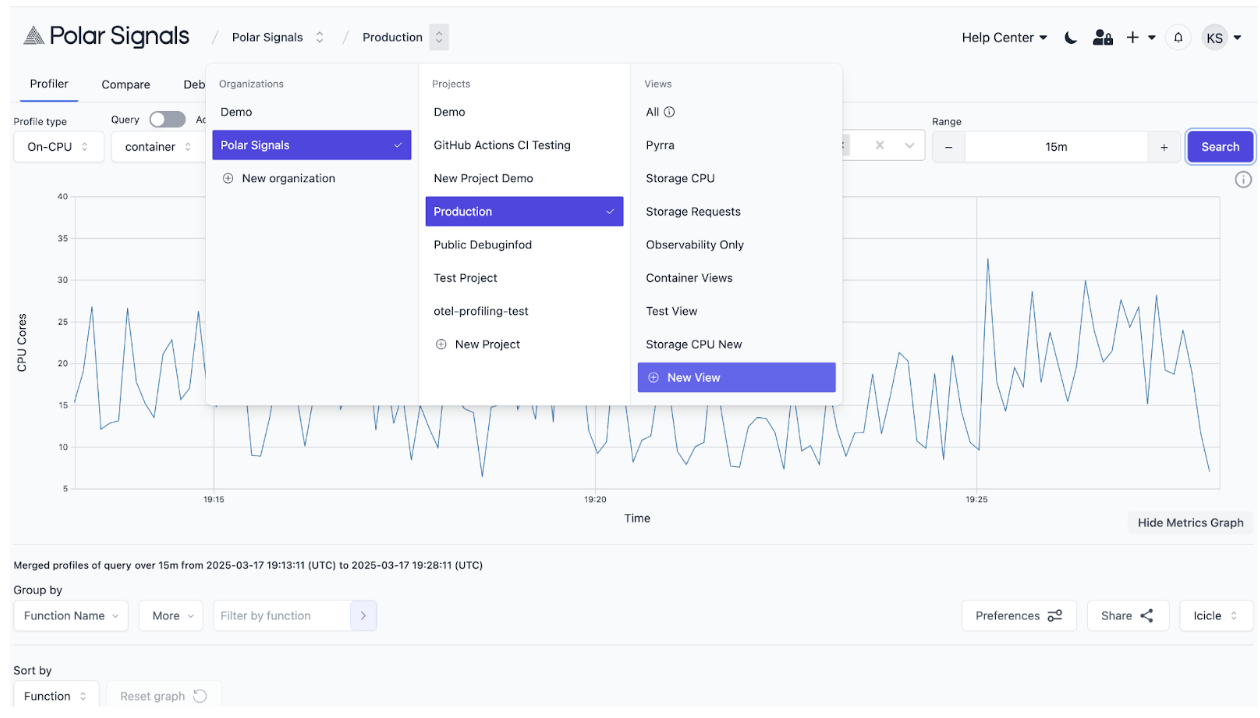 Polar Signals / Polar Signals / Production
Help Center
KS
Profiler Compare Deb
Organizations Projects Views
Demo Demo All
Polar Signals GitHub Actions CI Testing Pyrra
New organization New Project Demo Storage CPU
Production Storage Requests
Public Debuginfod Observability Only
Test Project Container Views
otel-profiling-test Test View
New Project Storage CPU New
New View
Profile type Query Ad Range
On-CPU container − 15m + Search
CPU Cores
40
35
30
25
20
15
10
5
19:15 19:20 19:25
Time
Hide Metrics Graph
Merged profiles of query over 15m from 2025-03-17 19:13:11 (UTC) to 2025-03-17 19:28:11 (UTC)
Group by
Function Name More Filter by function Preferences Share Icicle
Sort by
Function Reset graph